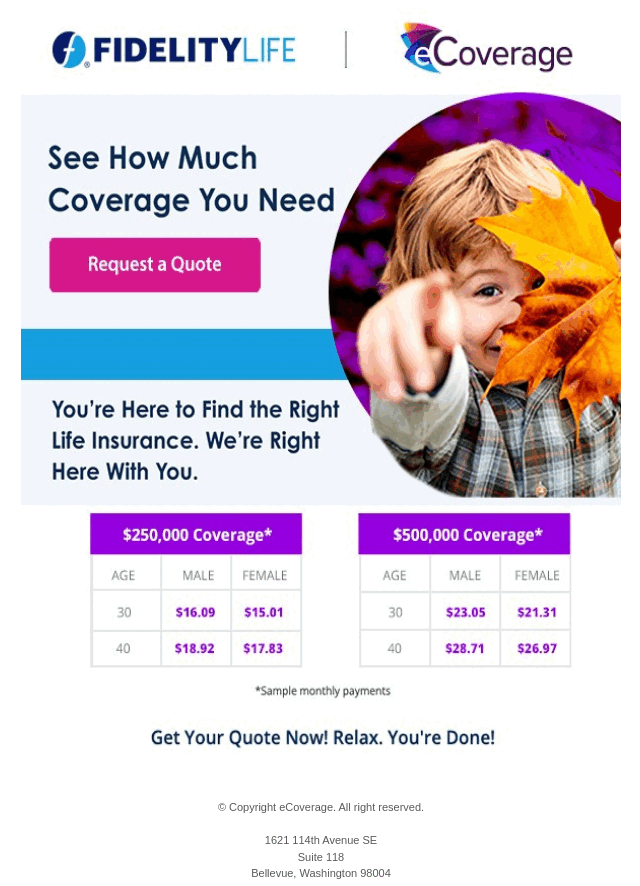 FIDELITYLIFE
eCoverage
See How Much
Coverage You Need
Request a Quote
You're Here to Find the Right
Life Insurance. We're Right
Here With You.
$250,000 Coverage*
AGE MALE FEMALE
30 $16.09 $15.01
40 $18.92 $17.83
$500,000 Coverage*
AGE MALE FEMALE
30 $23.05 $21.31
40 $28.71 $26.97
*Sample monthly payments
Get Your Quote Now! Relax. You're Done!
© Copyright eCoverage. All right reserved.
1621 114th Avenue SE
Suite 118
Bellevue, Washington 98004